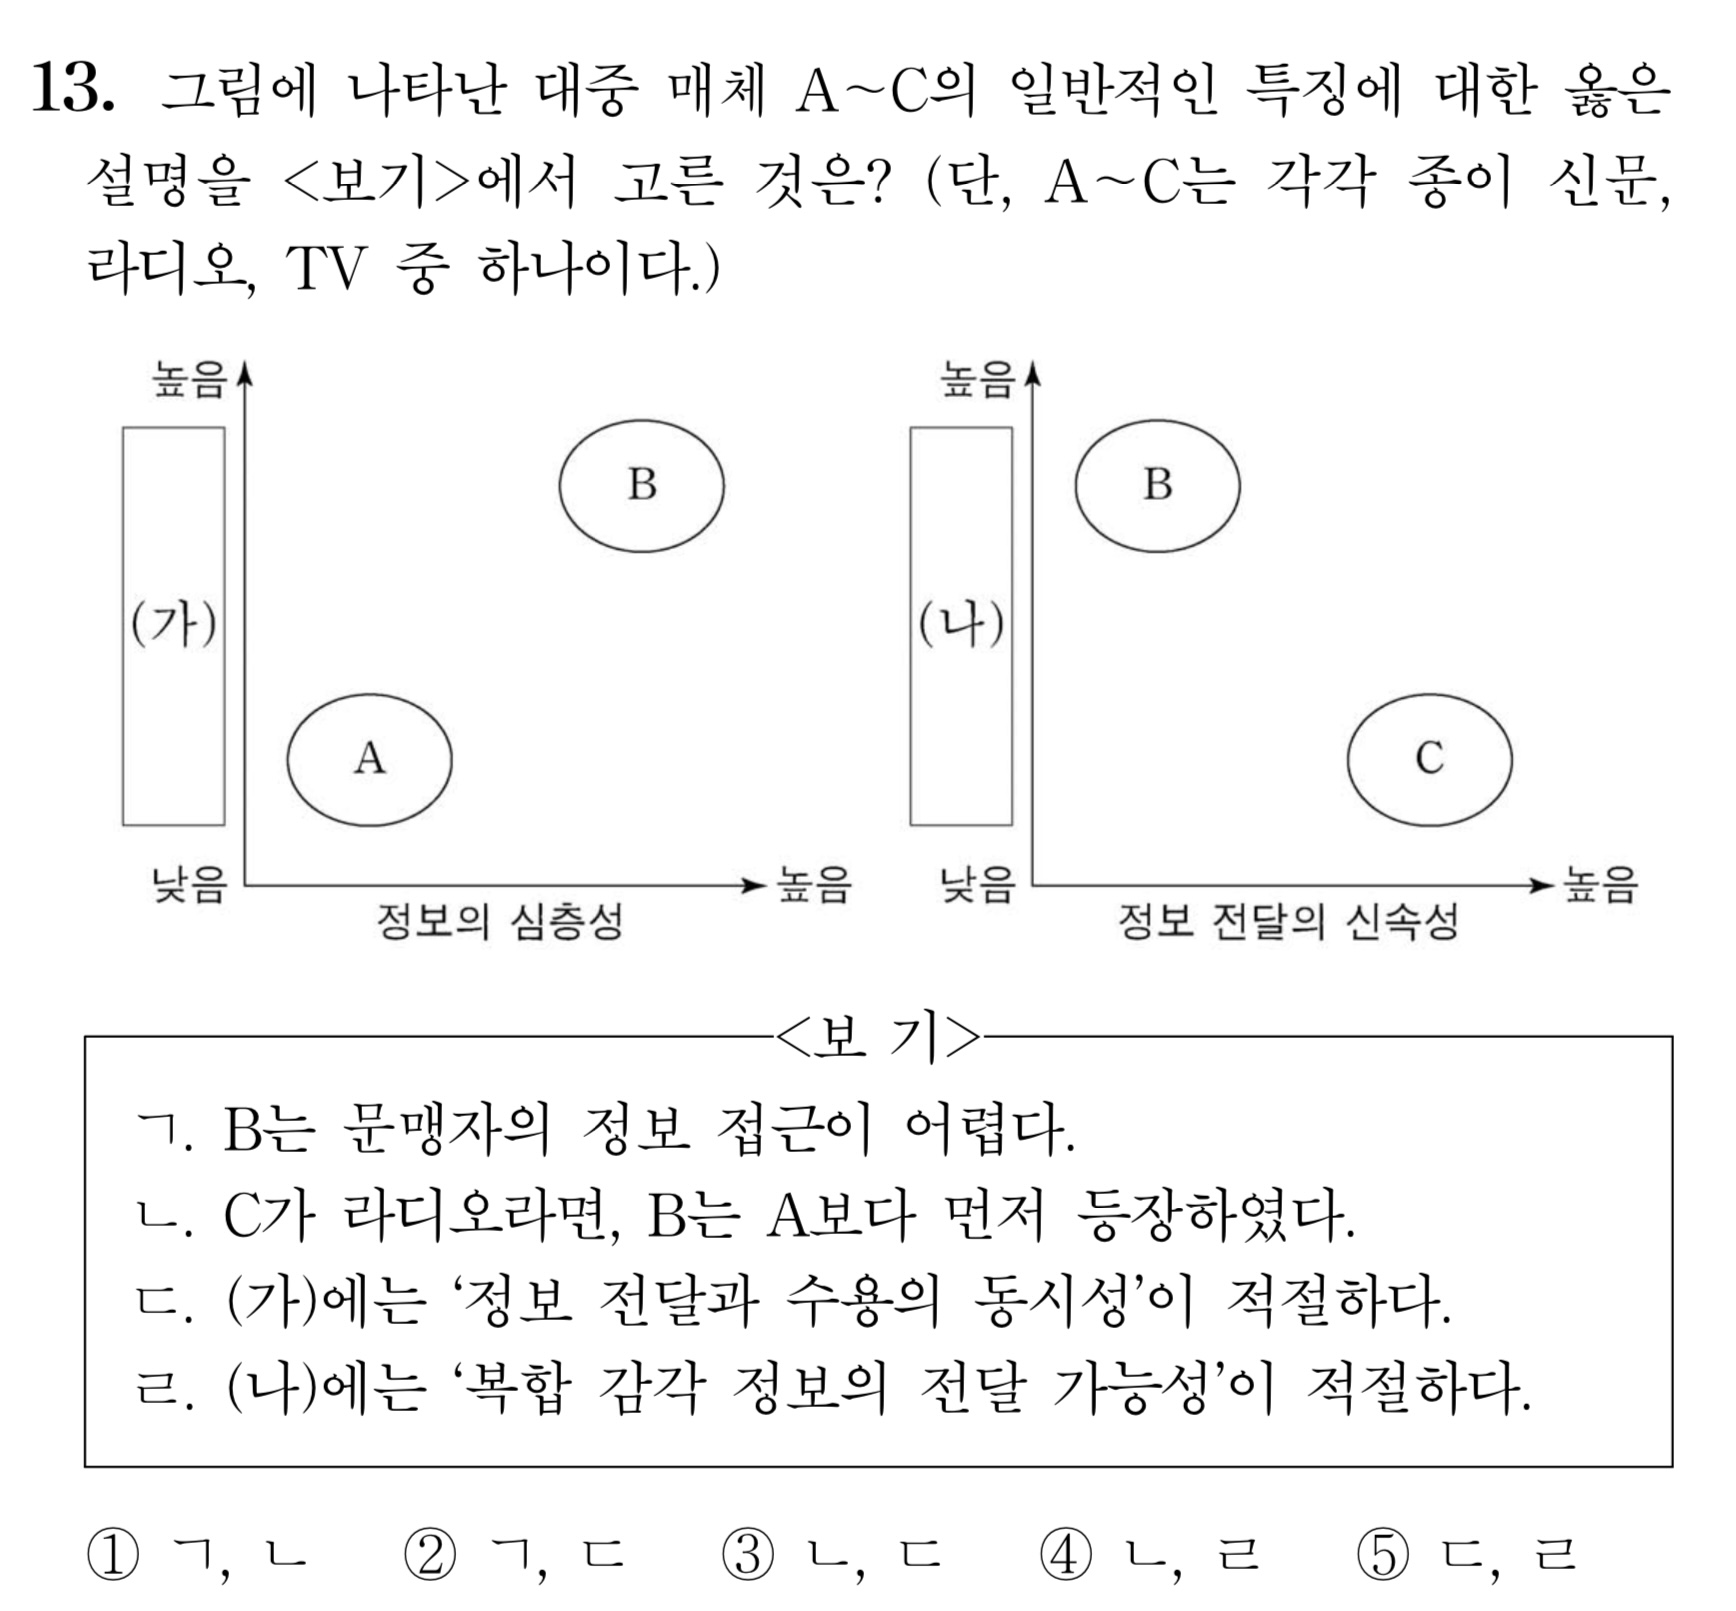 13. 그림에 나타난 대중 매체 A~C의 일반적인 특징에 대한 옳은
설명을 <보기>에서 고른 것은? (단, A~C는 각각 종이 신문,
라디오, TV 중 하나이다.)
높음
(가)
B
A
낮음
높음
정보의 심층성
높음
(나)
B
C
낮음
높음
정보 전달의 신속성
<보 기>
ㄱ. B는 문맹자의 정보 접근이 어렵다.
ㄴ. C가 라디오라면, B는 A보다 먼저 등장하였다.
ㄷ. (가)에는 ‘정보 전달과 수용의 동시성’이 적절하다.
ㄹ. (나)에는 ‘복합 감각 정보의 전달 가능성’이 적절하다.
① ㄱ, ㄴ ② ㄱ, ㄷ ③ ㄴ, ㄷ ④ ㄴ, ㄹ ⑤ ㄷ, ㄹ